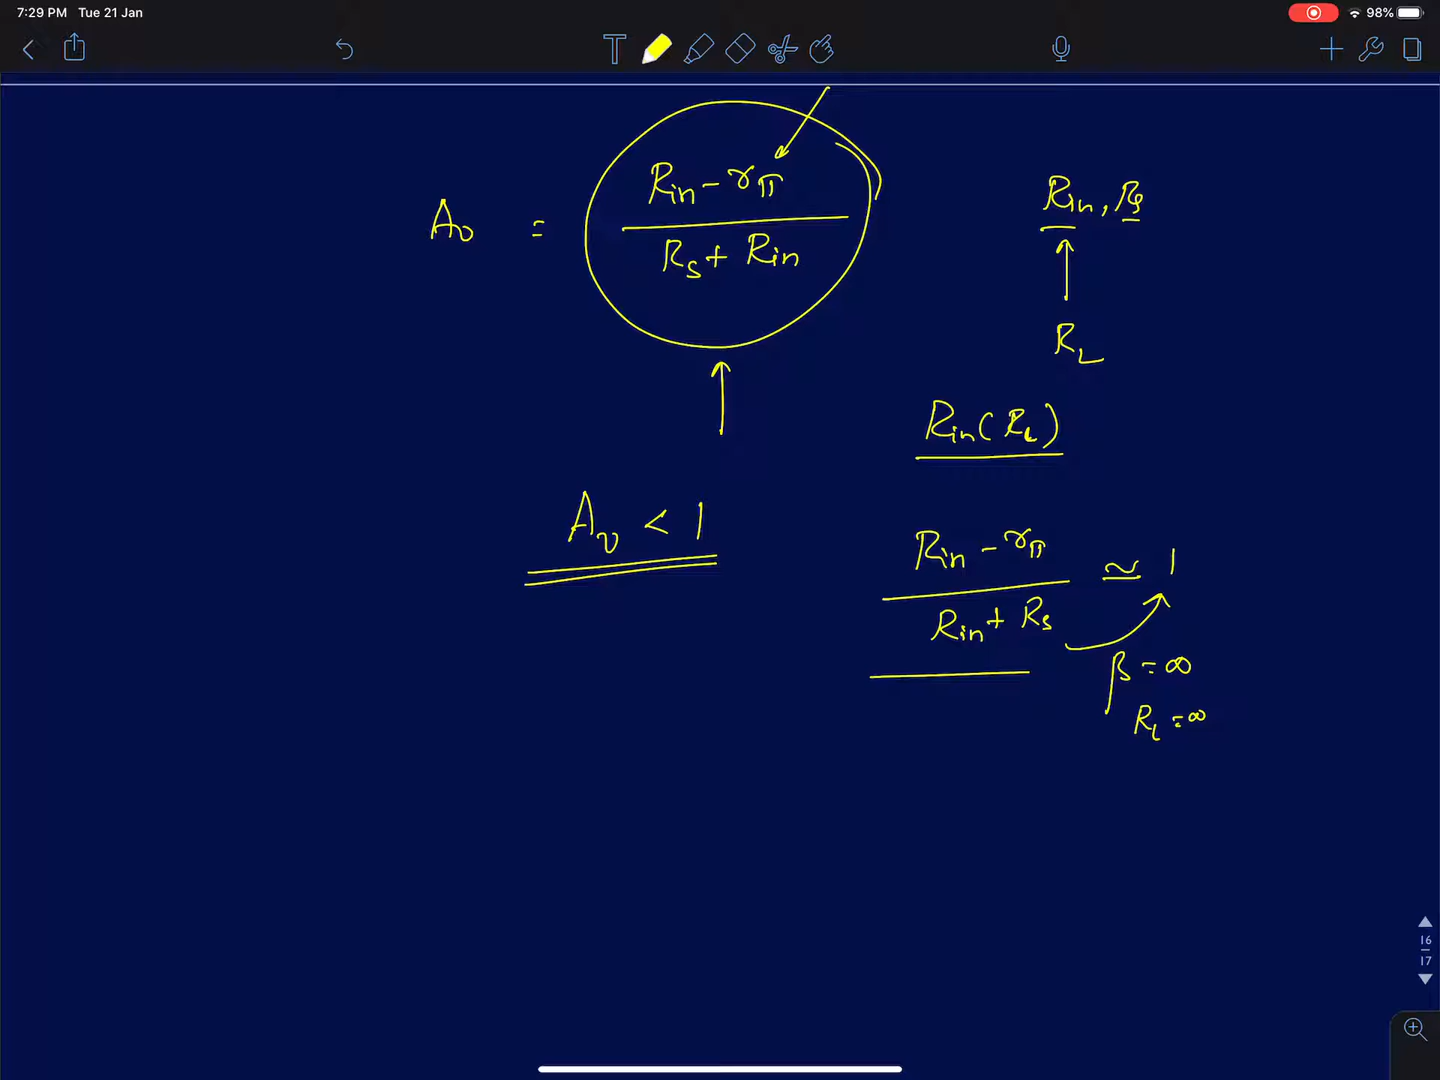 7:29 PM Tue 21 Jan
98%
T
Av = (Rin - rπ) / (Rs + Rin)
Rin, Rs
RL
Rin(RL)
Av < 1
(Rin - rπ) / (Rin + Rs) ≃ 1
β = ∞
RL = ∞
16
17